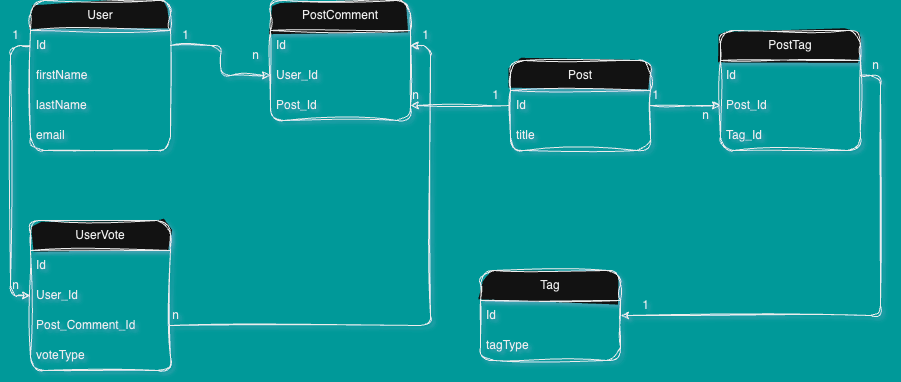 User
Id
firstName
lastName
email
1
1
n
PostComment
Id
User_Id
Post_Id
1
n
1
Post
Id
title
1
n
PostTag
Id
Post_Id
Tag_Id
n
UserVote
Id
User_Id
Post_Comment_Id
voteType
n
n
Tag
Id
tagType
1